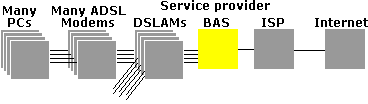 Service provider
Many PCs
Many ADSL Modems
DSLAMs
BAS
ISP
Internet